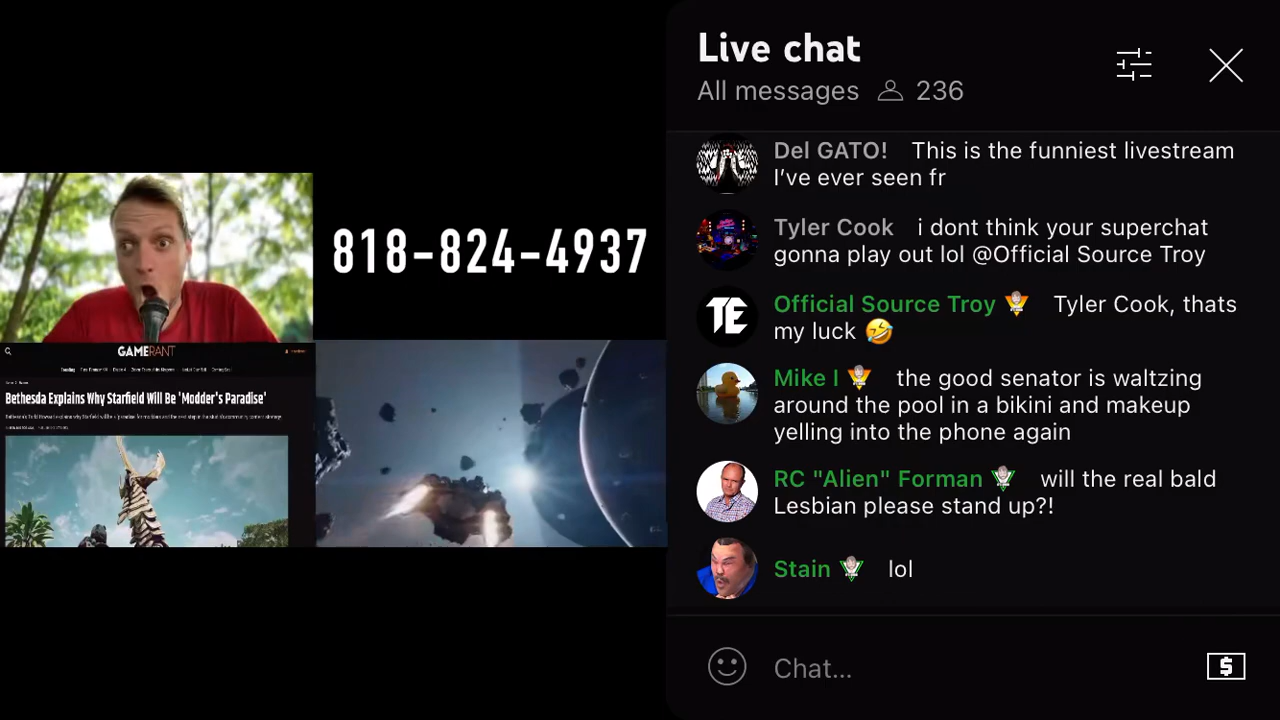 818-824-4937
GAMERANT
Bethesda Explains Why Starfield Will Be 'Modder's Paradise'
Live chat
All messages 236
Del GATO! This is the funniest livestream
I've ever seen fr
Tyler Cook i dont think your superchat
gonna play out lol @Official Source Troy
TE
Official Source Troy Tyler Cook, thats
my luck 🤣
Mike I the good senator is waltzing
around the pool in a bikini and makeup
yelling into the phone again
RC "Alien" Forman will the real bald
Lesbian please stand up?!
Stain lol
Chat...
$